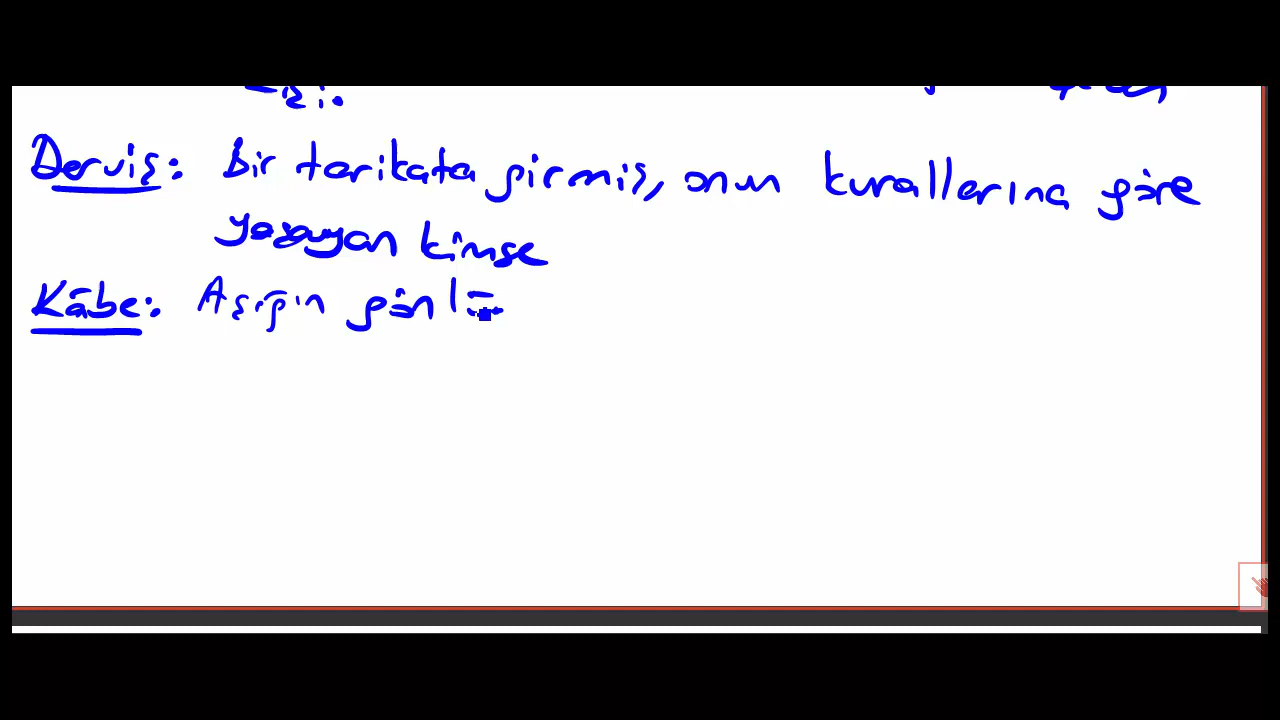 Derviş: Bir tarikata girmiş, onun kurallarına göre
yaşayan kimse
Kâbe: Aşığın gönlü